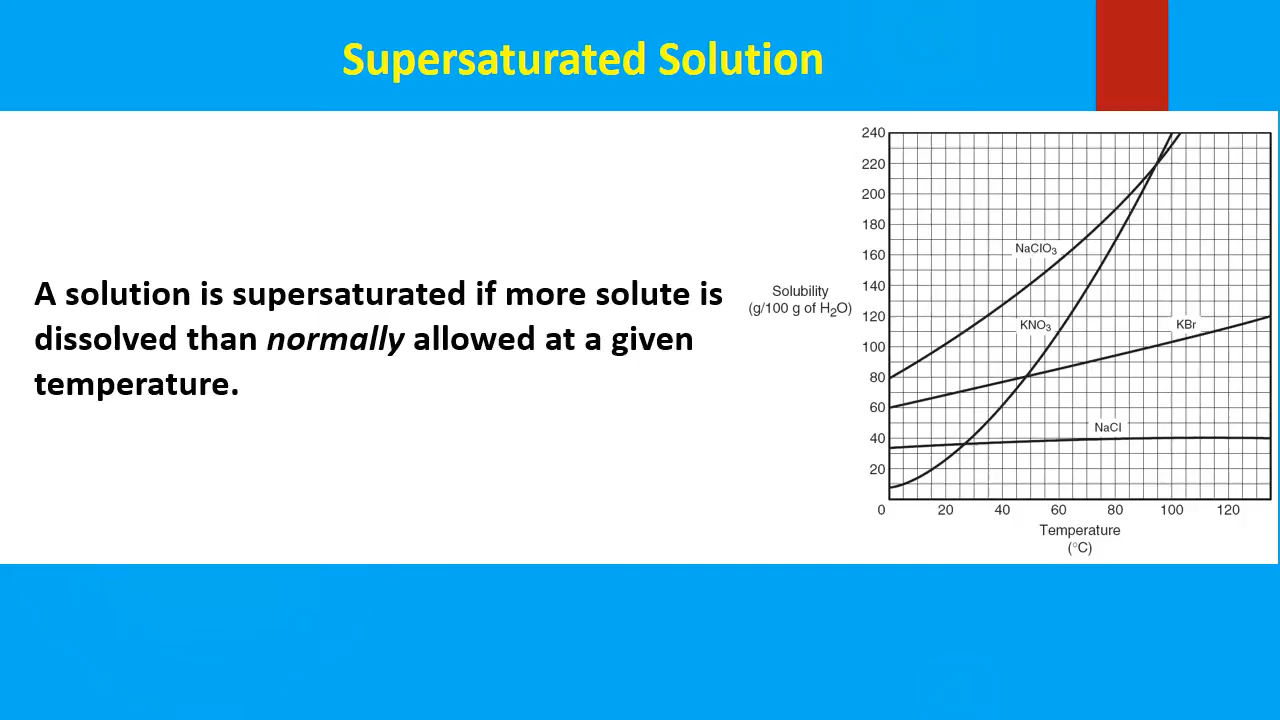 Supersaturated Solution
A solution is supersaturated if more solute is
dissolved than normally allowed at a given
temperature.
Solubility
(g/100 g of H₂O)
240
220
200
180
160
140
120
100
80
60
40
20
0
NaClO₃
KNO₃
KBr
NaCl
20 40 60 80 100 120
Temperature
(°C)